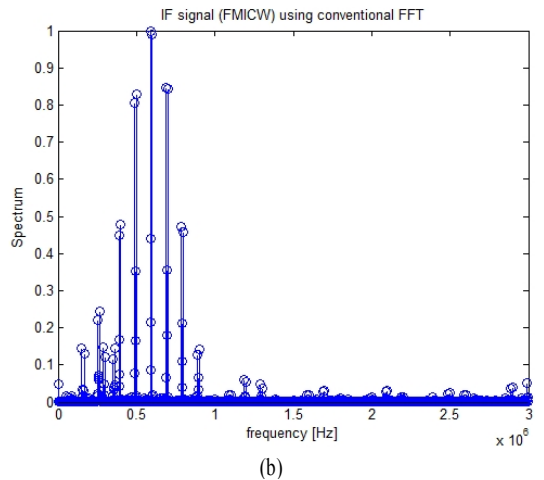 IF signal (FMICW) using conventional FFT
1
0.9
0.8
0.7
0.6
0.5
0.4
0.3
0.2
0.1
0
Spectrum
0 0.5 1 1.5 2 2.5 3
frequency [Hz]
x 10^6
(b)